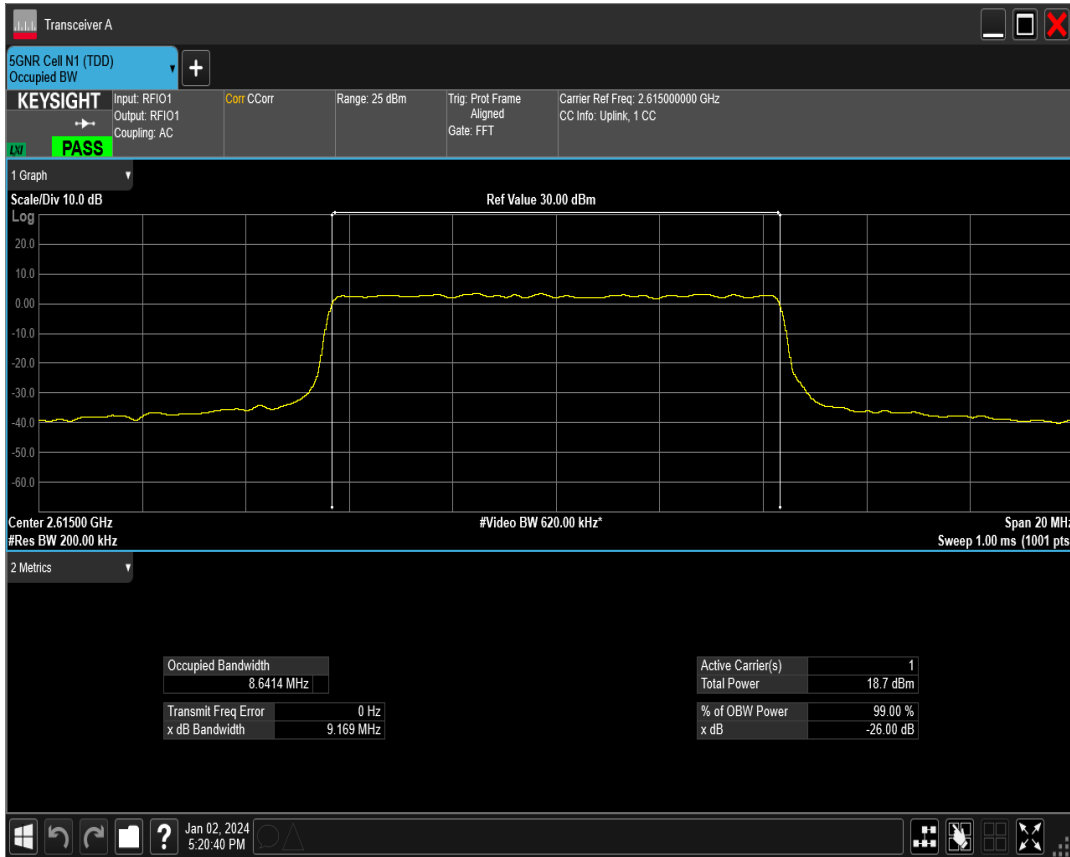 Transceiver A
5GNR Cell N1 (TDD)
Occupied BW
+
KEYSIGHT
LXI
PASS
Input: RFIO1
Output: RFIO1
Coupling: AC
Corr CCorr
Range: 25 dBm
Trig: Prot Frame
Aligned
Gate: FFT
Carrier Ref Freq: 2.615000000 GHz
CC Info: Uplink, 1 CC
1 Graph
Scale/Div 10.0 dB
Ref Value 30.00 dBm
Log
20.0
10.0
0.00
-10.0
-20.0
-30.0
-40.0
-50.0
-60.0
Center 2.61500 GHz
#Video BW 620.00 kHz*
Span 20 MHz
#Res BW 200.00 kHz
Sweep 1.00 ms (1001 pts
2 Metrics
Occupied Bandwidth
8.6414 MHz
Transmit Freq Error 0 Hz
x dB Bandwidth 9.169 MHz
Active Carrier(s) 1
Total Power 18.7 dBm
% of OBW Power 99.00 %
x dB -26.00 dB
?
Jan 02, 2024
5:20:40 PM